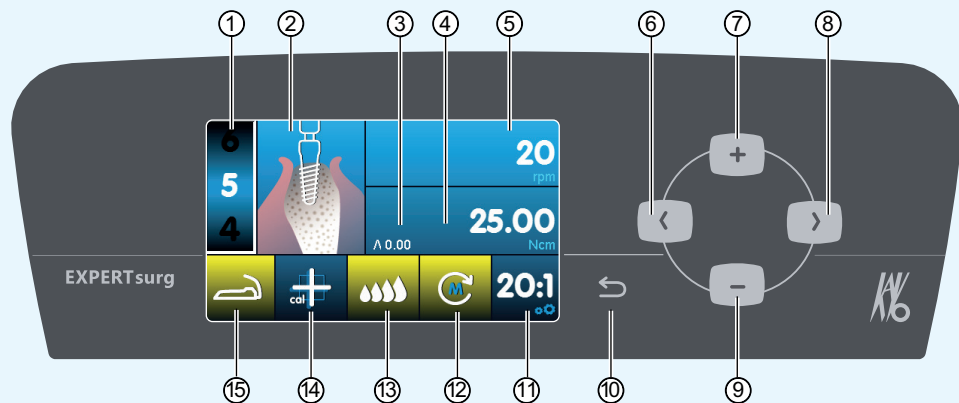 ① ② ③ ④ ⑤ ⑥ ⑦ ⑧
6
5
4
20
rpm
25.00
Ncm
Λ 0.00
EXPERTsurg
cal
M
20:1
KaVo
⑮ ⑭ ⑬ ⑫ ⑪ ⑩ ⑨